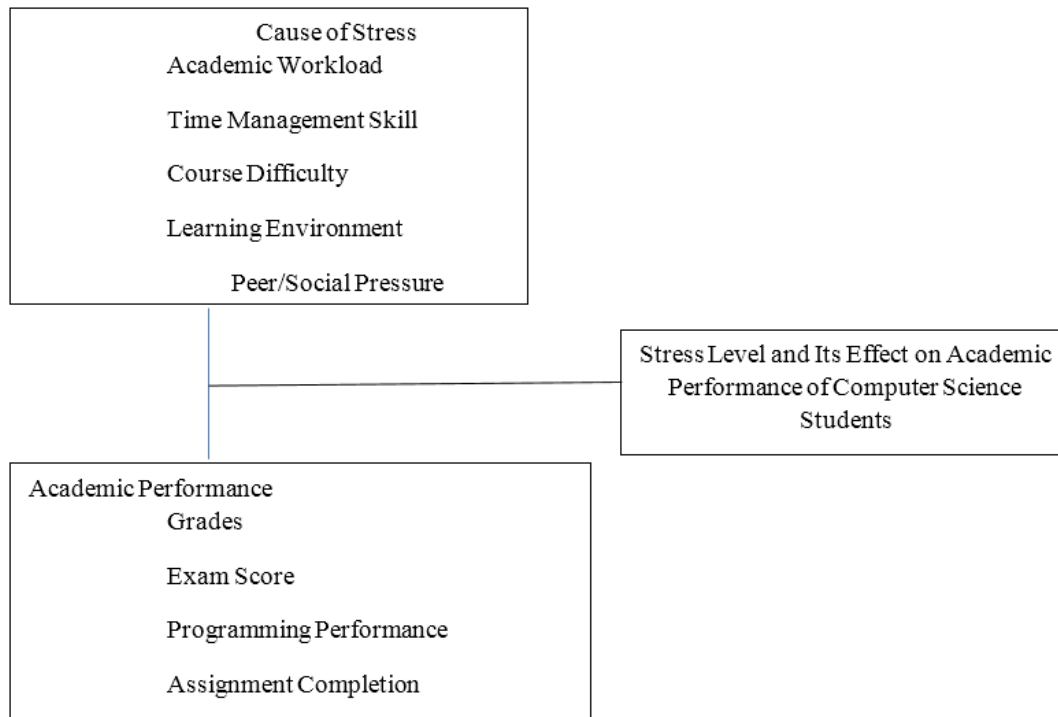 Cause of Stress
Academic Workload
Time Management Skill
Course Difficulty
Learning Environment
Peer/Social Pressure
Stress Level and Its Effect on Academic
Performance of Computer Science
Students
Academic Performance
Grades
Exam Score
Programming Performance
Assignment Completion